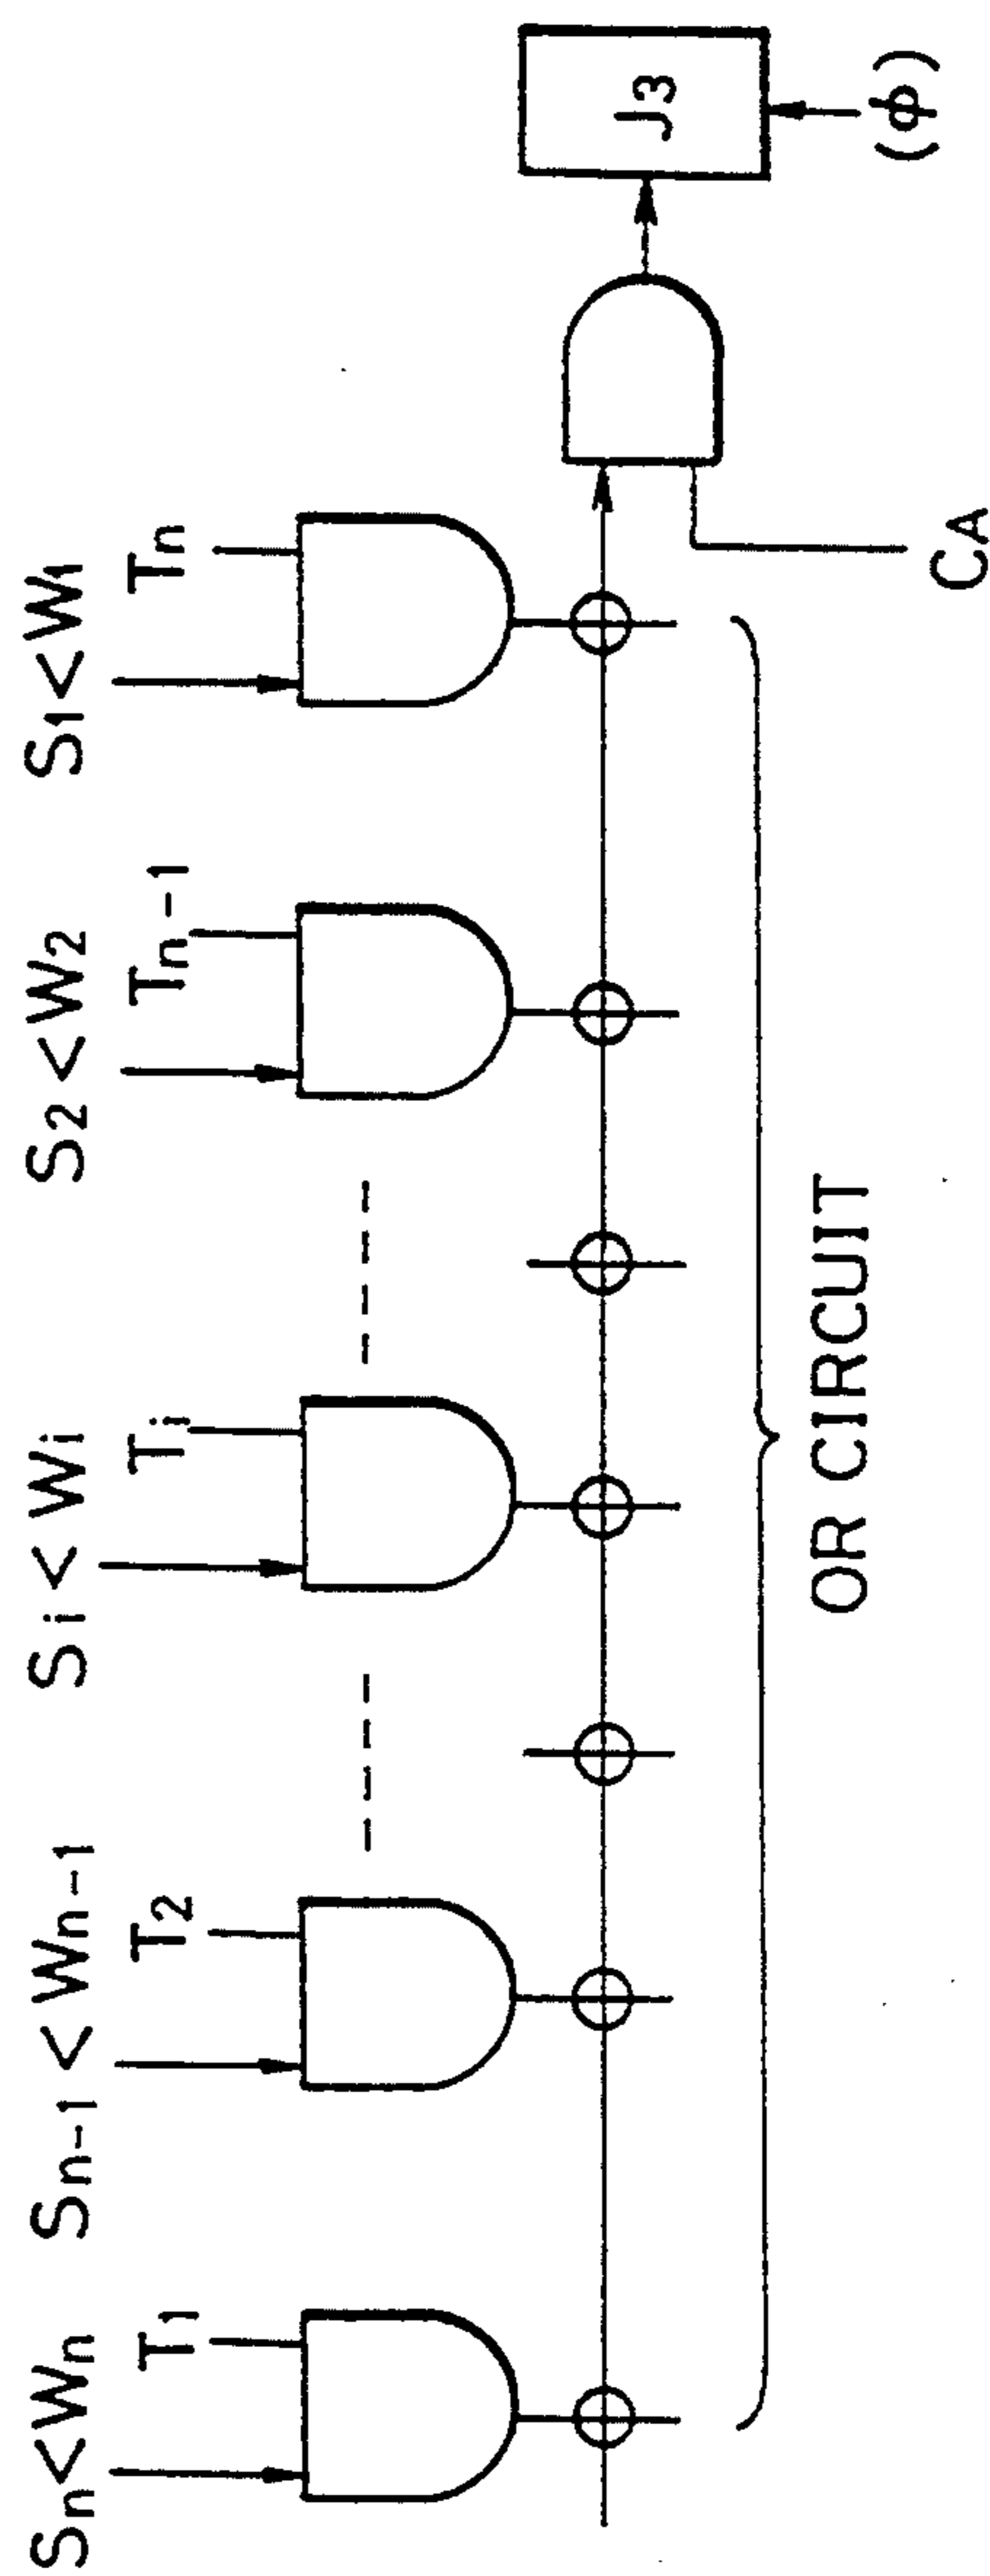 Sn<Wn
Sn-1<Wn-1
Si<Wi
S2<W2
S1<W1
T1
T2
Ti
Tn-1
Tn
J3
CA
(ϕ)
OR CIRCUIT